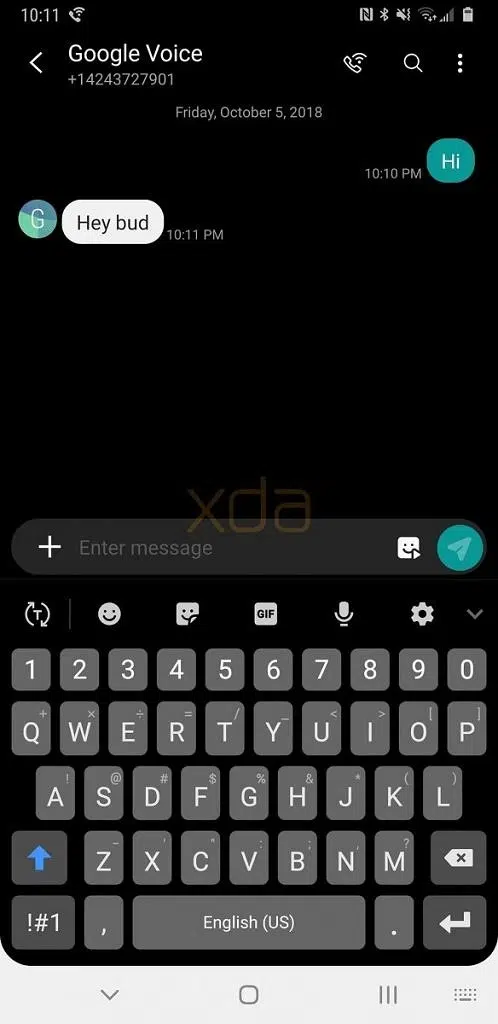 10:11
Google Voice
+14243727901
Friday, October 5, 2018
10:10 PM Hi
G Hey bud 10:11 PM
xda
Enter message
T GIF
1 2 3 4 5 6 7 8 9 0
+ × ÷ = / _ < > [ ]
Q W E R T Y U I O P
! @ # $ % & * ( )
A S D F G H J K L
- ' " : ; , ?
Z X C V B N M
!#1 , English (US) .